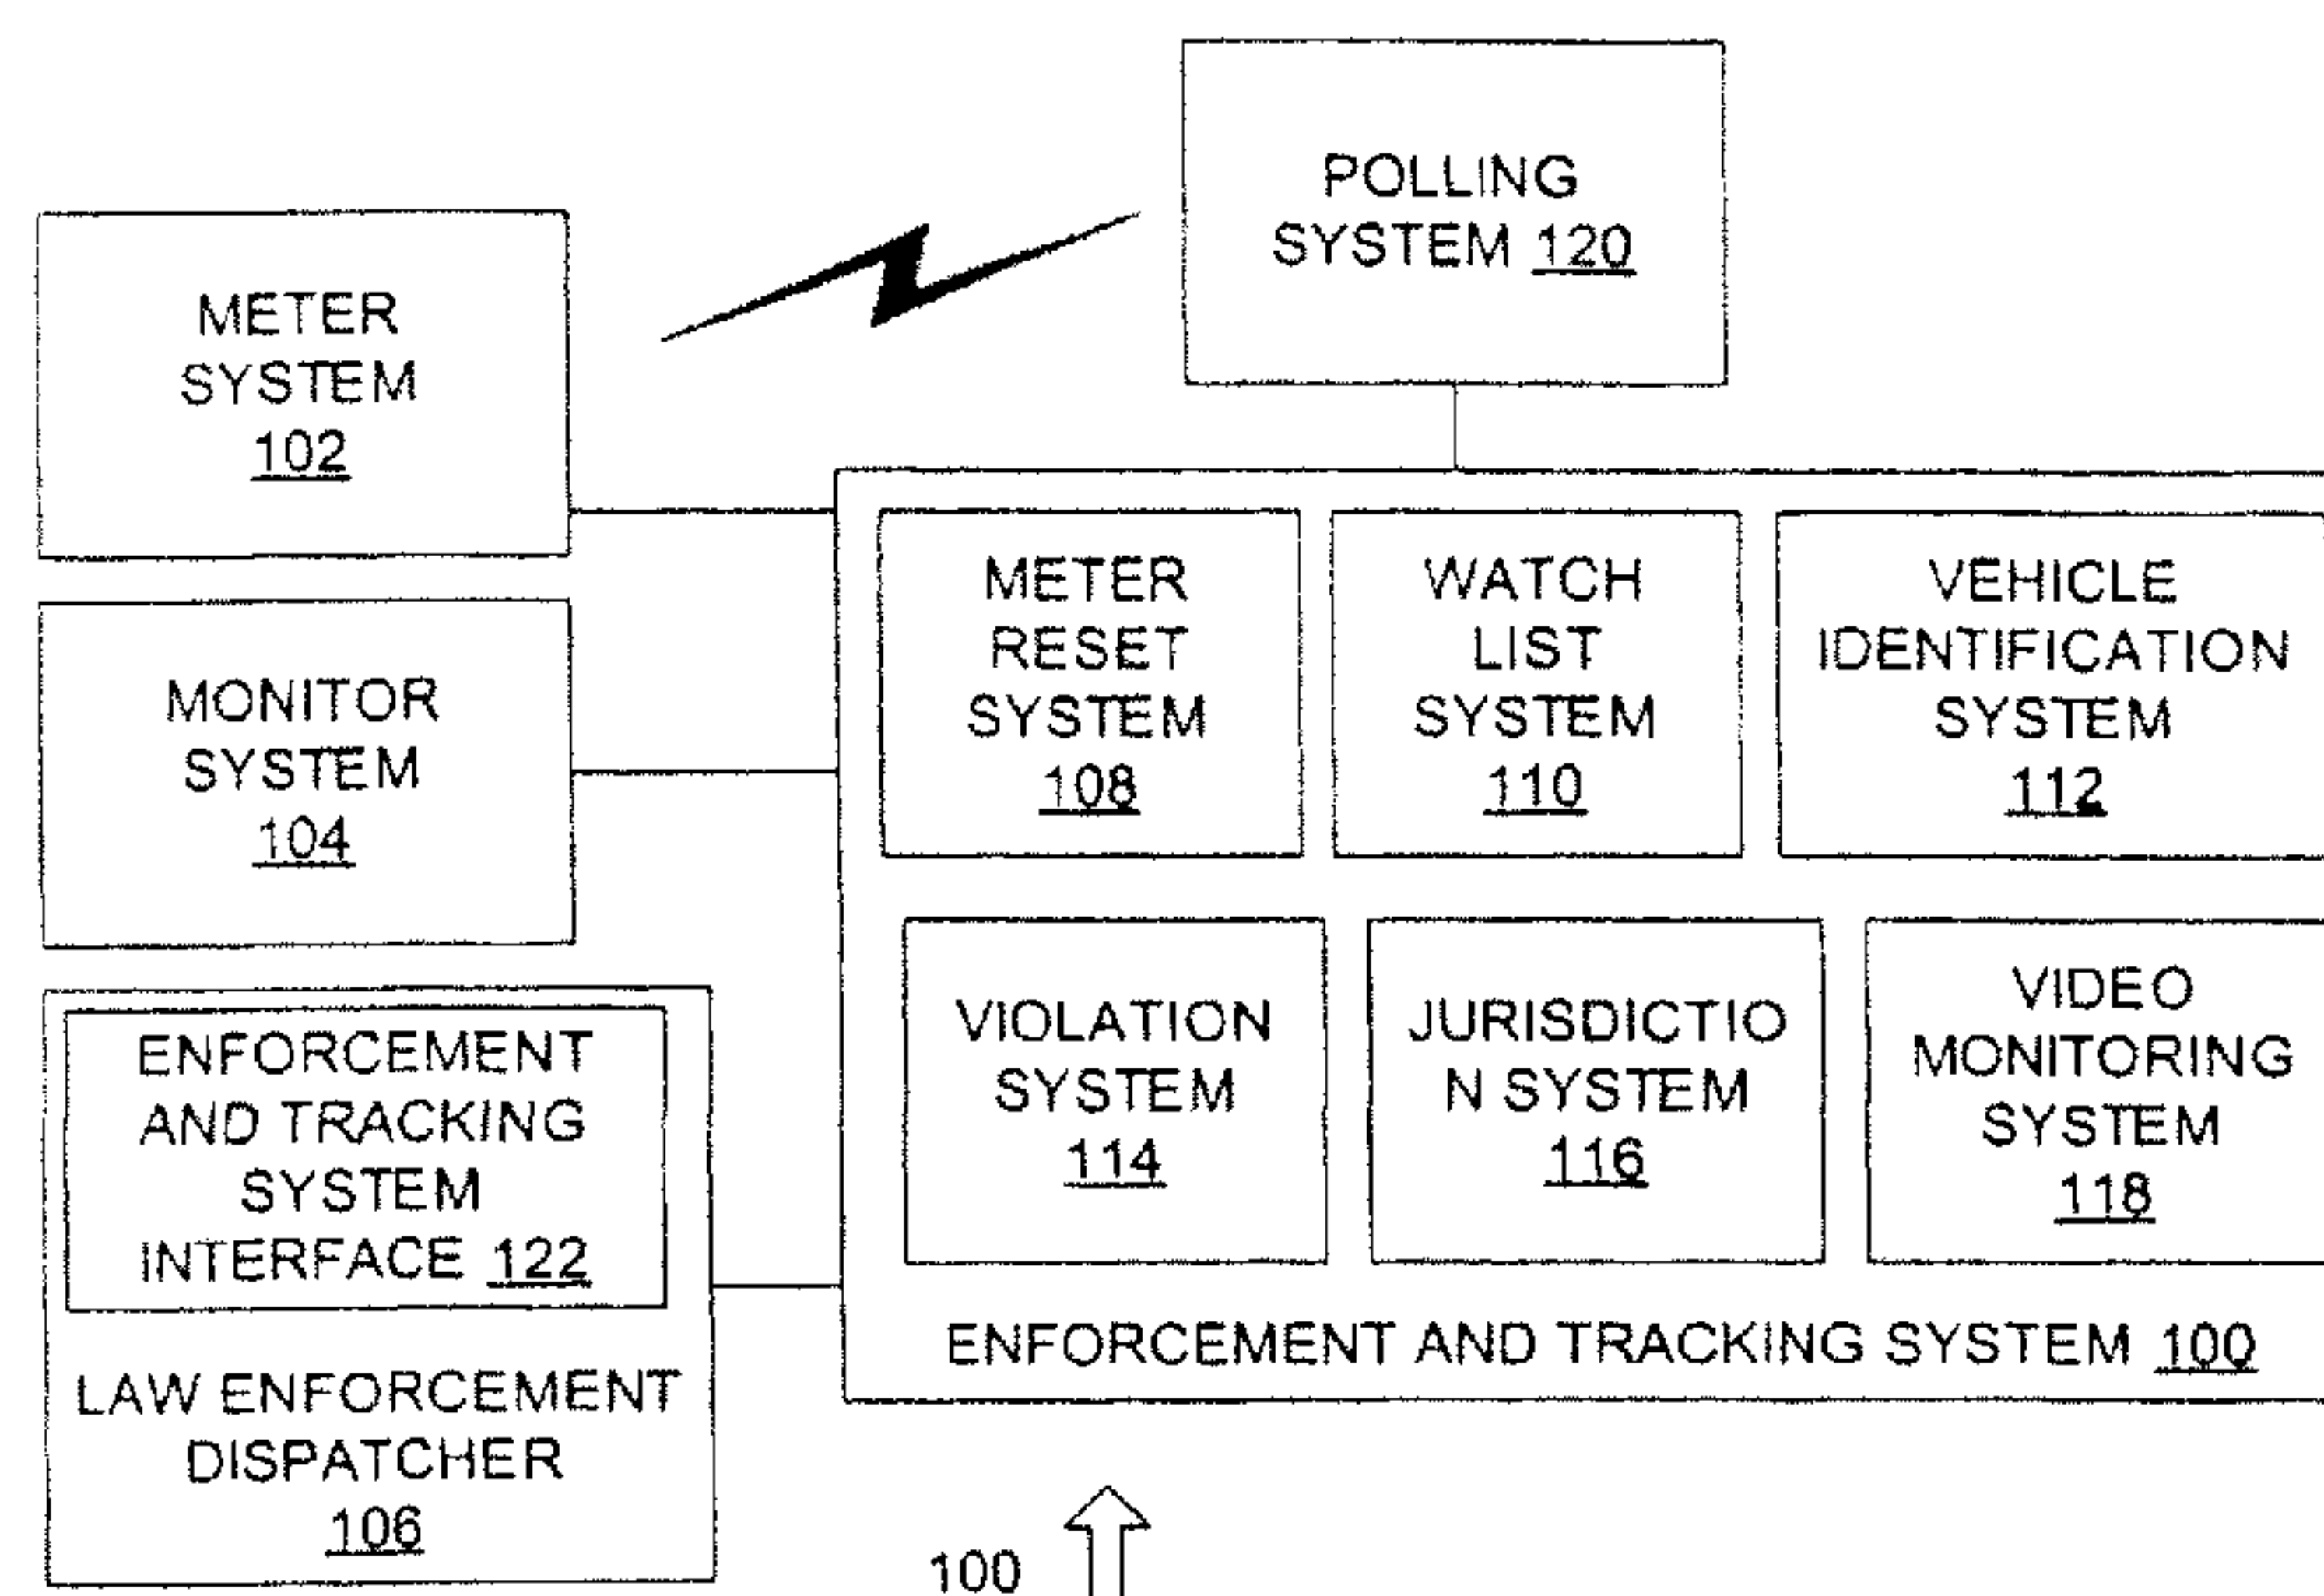 POLLING
SYSTEM 120
METER
SYSTEM
102
MONITOR
SYSTEM
104
ENFORCEMENT
AND TRACKING
SYSTEM
INTERFACE 122
LAW ENFORCEMENT
DISPATCHER
106
METER
RESET
SYSTEM
108
WATCH
LIST
SYSTEM
110
VEHICLE
IDENTIFICATION
SYSTEM
112
VIOLATION
SYSTEM
114
JURISDICTIO
N SYSTEM
116
VIDEO
MONITORING
SYSTEM
118
ENFORCEMENT AND TRACKING SYSTEM 100
100